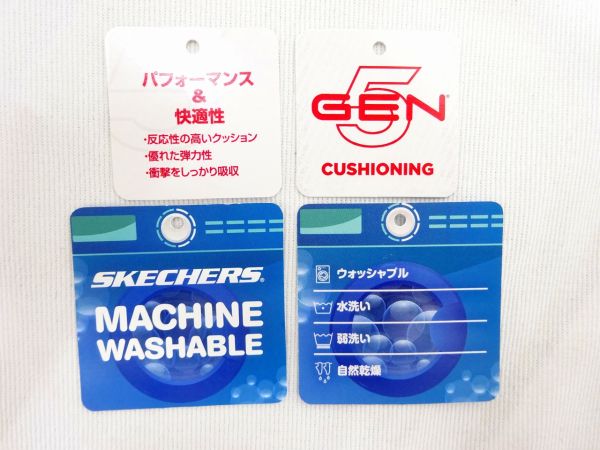 パフォーマンス
&
快適性
・反応性の高いクッション
・優れた弾力性
・衝撃をしっかり吸収
GEN 5
CUSHIONING
SKECHERS®
MACHINE
WASHABLE
ウォッシャブル
水洗い
弱洗い
自然乾燥